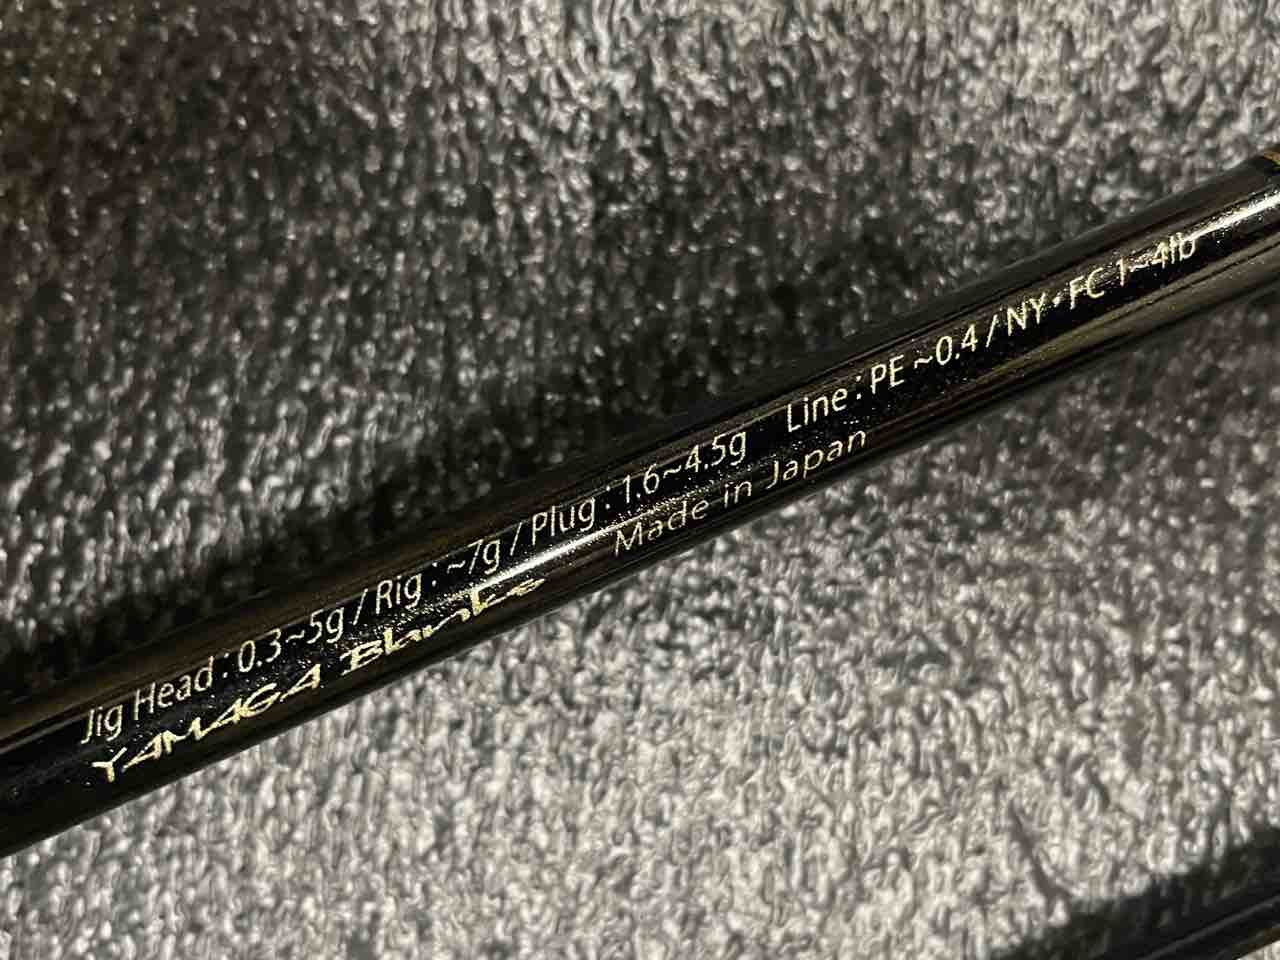 Jig Head : 0.3~5g / Rig : ~7g / Plug : 1.6~4.5g Line : PE ~0.4 / NY・FC 1~4lb
YAMAGA Blanks Made in Japan